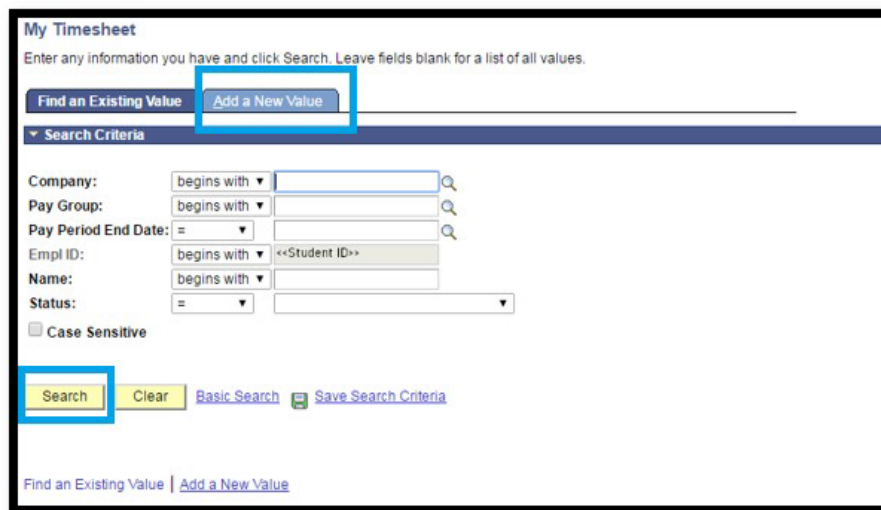 My Timesheet
Enter any information you have and click Search. Leave fields blank for a list of all values.
Find an Existing Value Add a New Value
Search Criteria
Company: begins with
Pay Group: begins with
Pay Period End Date: =
Empl ID: begins with <<Student ID>>
Name: begins with
Status: =
Case Sensitive
Search Clear Basic Search Save Search Criteria
Find an Existing Value | Add a New Value